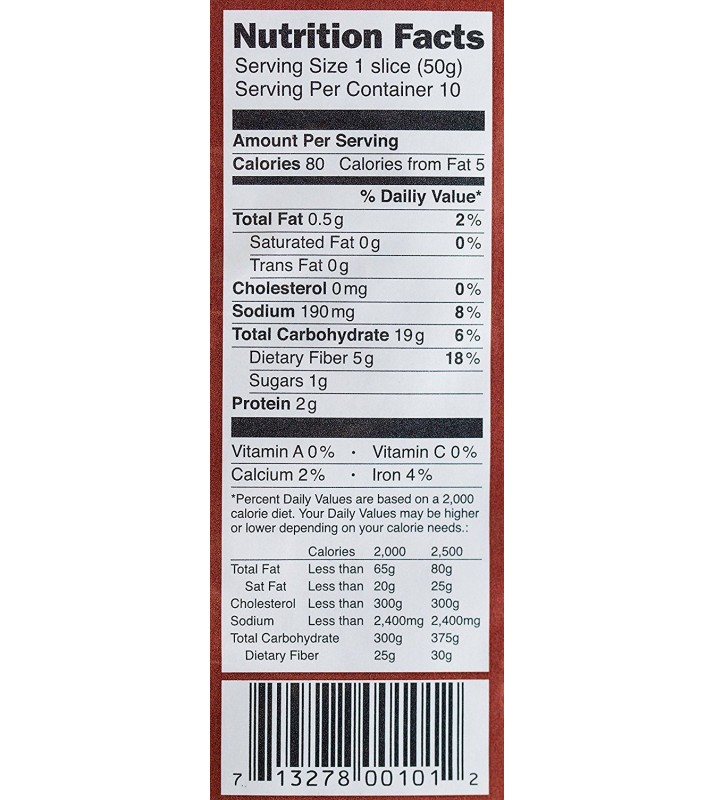 Nutrition Facts
Serving Size 1 slice (50g)
Serving Per Container 10
Amount Per Serving
Calories 80 Calories from Fat 5
% Dailiy Value*
Total Fat 0.5g 2%
Saturated Fat 0g 0%
Trans Fat 0g
Cholesterol 0mg 0%
Sodium 190mg 8%
Total Carbohydrate 19g 6%
Dietary Fiber 5g 18%
Sugars 1g
Protein 2g
Vitamin A 0% · Vitamin C 0%
Calcium 2% · Iron 4%
*Percent Daily Values are based on a 2,000
calorie diet. Your Daily Values may be higher
or lower depending on your calorie needs.:
Calories 2,000 2,500
Total Fat Less than 65g 80g
Sat Fat Less than 20g 25g
Cholesterol Less than 300g 300g
Sodium Less than 2,400mg 2,400mg
Total Carbohydrate 300g 375g
Dietary Fiber 25g 30g
7 13278 00101 2